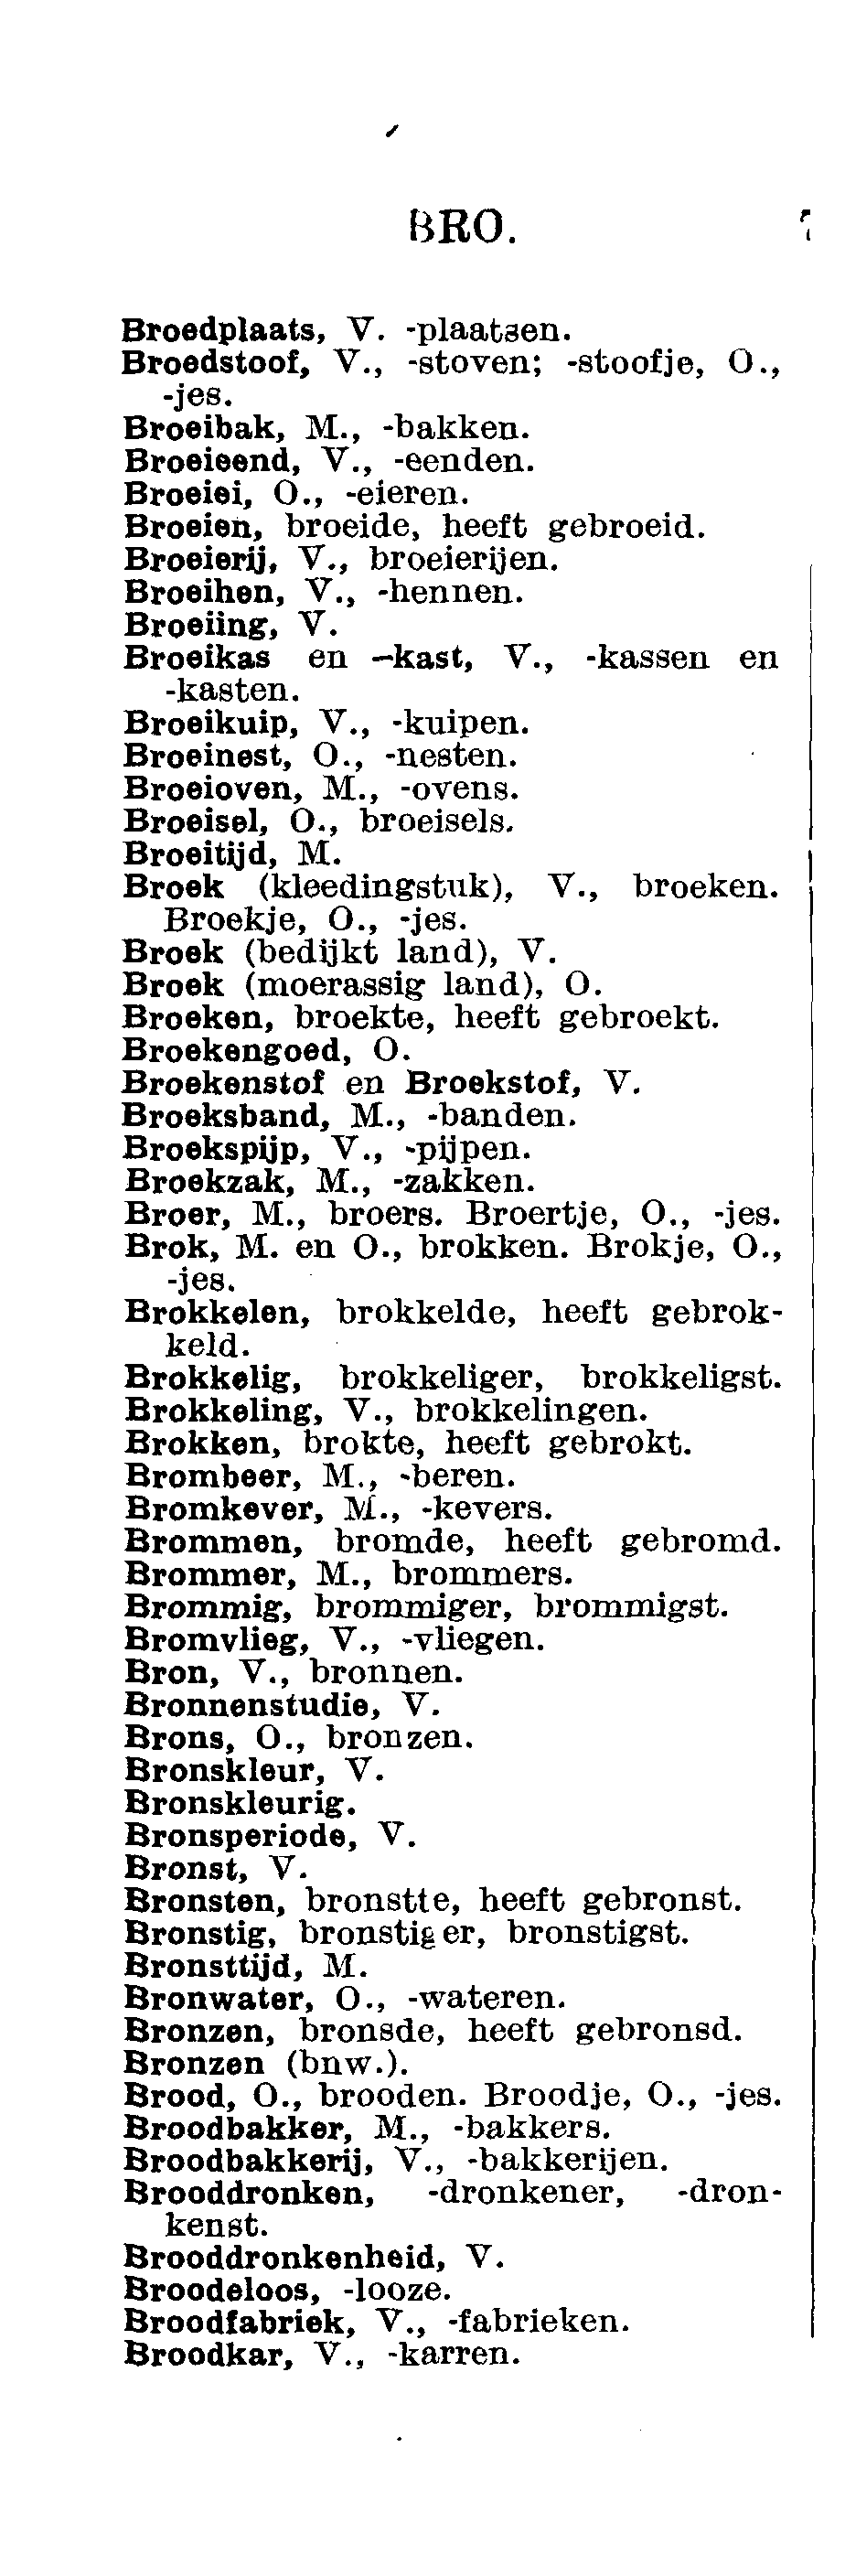 BRO.
Broedplaats, V. -plaatsen.
Broedstoof, V., -stoven; -stoofje, O.,
-jes.
Broeibak, M., -bakken.
Broeieend, V., -eenden.
Broeiei, O., -eieren.
Broeien, broeide, heeft gebroeid.
Broeierij, V., broeierijen.
Broeihen, V., -hennen.
Broeiing, V.
Broeikas en —kast, V., -kassen en
-kasten.
Broeikuip, V., -kuipen.
Broeinest, O., -nesten.
Broeioven, M., -ovens.
Broeisel, O., broeisels.
Broeitijd, M.
Broek (kleedingstuk), V., broeken.
Broekje, O., -jes.
Broek (bedijkt land), V.
Broek (moerassig land), O.
Broeken, broekte, heeft gebroekt.
Broekengoed, O.
Broekenstof en Broekstof, V.
Broeksband, M., -banden.
Broekspijp, V., -pijpen.
Broekzak, M., -zakken.
Broer, M., broers. Broertje, O., -jes.
Brok, M. en O., brokken. Brokje, O.,
-jes.
Brokkelen, brokkelde, heeft gebrok-
keld.
Brokkelig, brokkeliger, brokkeligst.
Brokkeling, V., brokkelingen.
Brokken, brokte, heeft gebrokt.
Brombeer, M., -beren.
Bromkever, M., -kevers.
Brommen, bromde, heeft gebromd.
Brommer, M., brommers.
Brommig, brommiger, brommigst.
Bromvlieg, V., -vliegen.
Bron, V., bronnen.
Bronnenstudie, V.
Brons, O., bronzen.
Bronskleur, V.
Bronskleurig.
Bronsperiode, V.
Bronst, V.
Bronsten, bronstte, heeft gebronst.
Bronstig, bronstiger, bronstigst.
Bronsttijd, M.
Bronwater, O., -wateren.
Bronzen, bronsde, heeft gebronsd.
Bronzen (bnw.).
Brood, O., brooden. Broodje, O., -jes.
Broodbakker, M., -bakkers.
Broodbakkerij, V., -bakkerijen.
Brooddronken, -dronkener, -dron-
kenst.
Brooddronkenheid, V.
Broodeloos, -looze.
Broodfabriek, V., -fabrieken.
Broodkar, V., -karren.